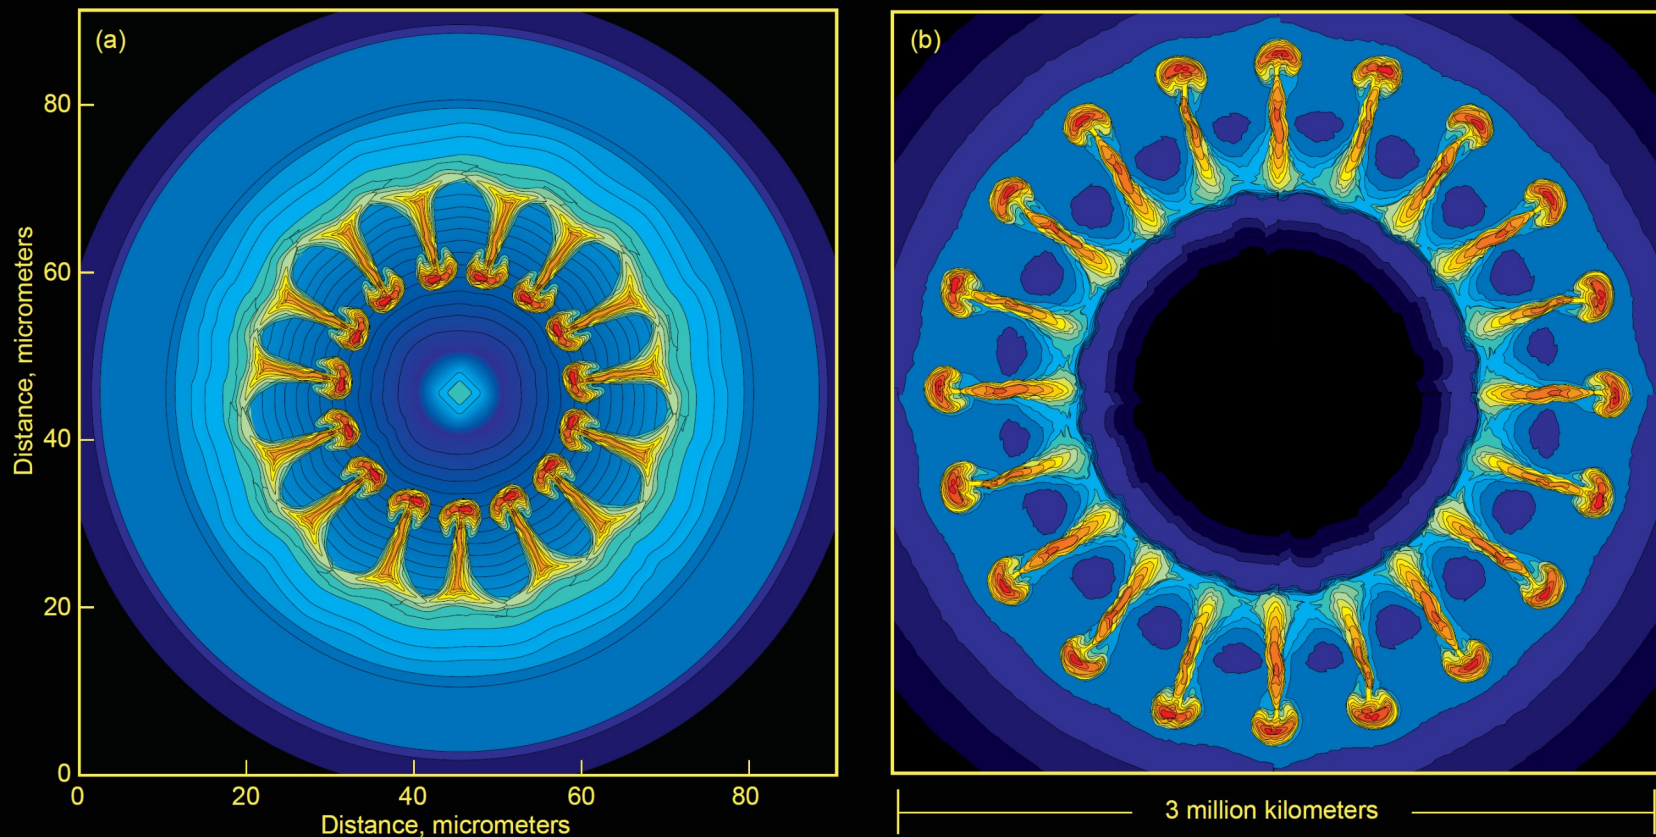 (a)
80
60
40
20
0
Distance, micrometers
0 20 40 60 80
Distance, micrometers
(b)
3 million kilometers